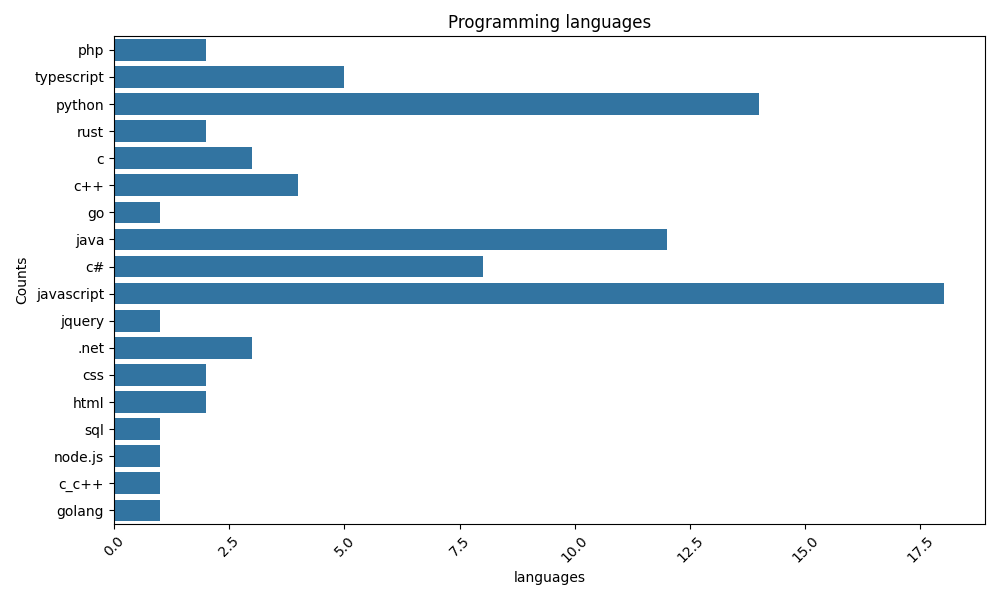 Programming languages
php
typescript
python
rust
c
c++
go
java
c#
javascript
jquery
.net
css
html
sql
node.js
c_c++
golang
Counts
0.0 2.5 5.0 7.5 10.0 12.5 15.0 17.5
languages